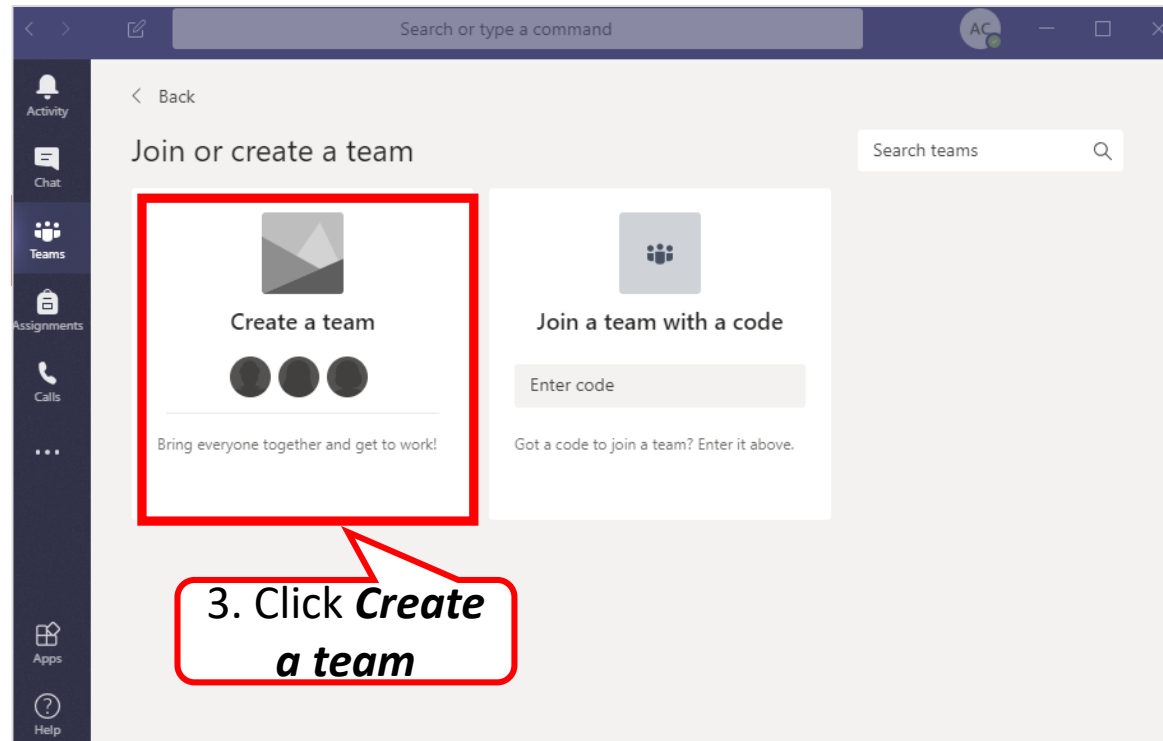 Search or type a command
AC
Activity
Chat
Teams
Assignments
Calls
Apps
Help
Back
Join or create a team
Search teams
Create a team
Bring everyone together and get to work!
Join a team with a code
Enter code
Got a code to join a team? Enter it above.
3. Click Create
a team